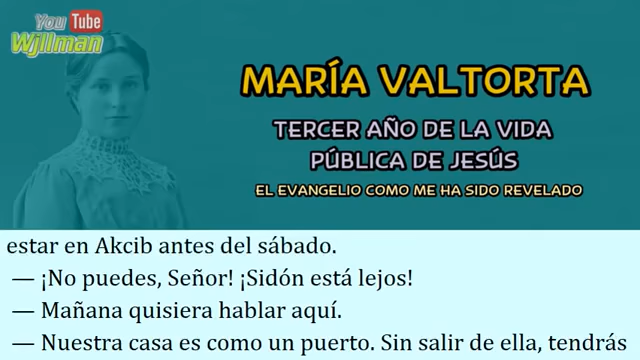 You Tube
Wjllman
MARÍA VALTORTA
TERCER AÑO DE LA VIDA
PÚBLICA DE JESÚS
EL EVANGELIO COMO ME HA SIDO REVELADO
estar en Akcib antes del sábado.
— ¡No puedes, Señor! ¡Sidón está lejos!
— Mañana quisiera hablar aquí.
— Nuestra casa es como un puerto. Sin salir de ella, tendrás